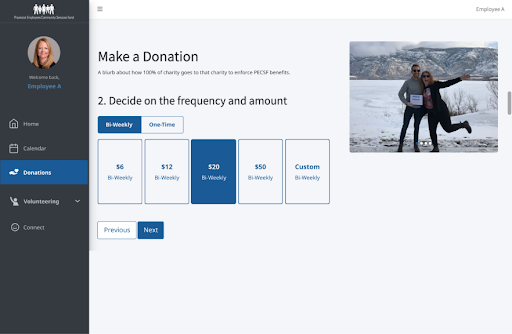 Provincial Employees Community Services Fund
Employee A
Welcome back,
Employee A
Home
Calendar
Donations
Volunteering
Connect
Make a Donation
A blurb about how 100% of charity goes to that charity to enforce PECSF benefits.
2. Decide on the frequency and amount
Bi-Weekly One-Time
$6 $12 $20 $50 Custom
Bi-Weekly Bi-Weekly Bi-Weekly Bi-Weekly Bi-Weekly
Previous Next